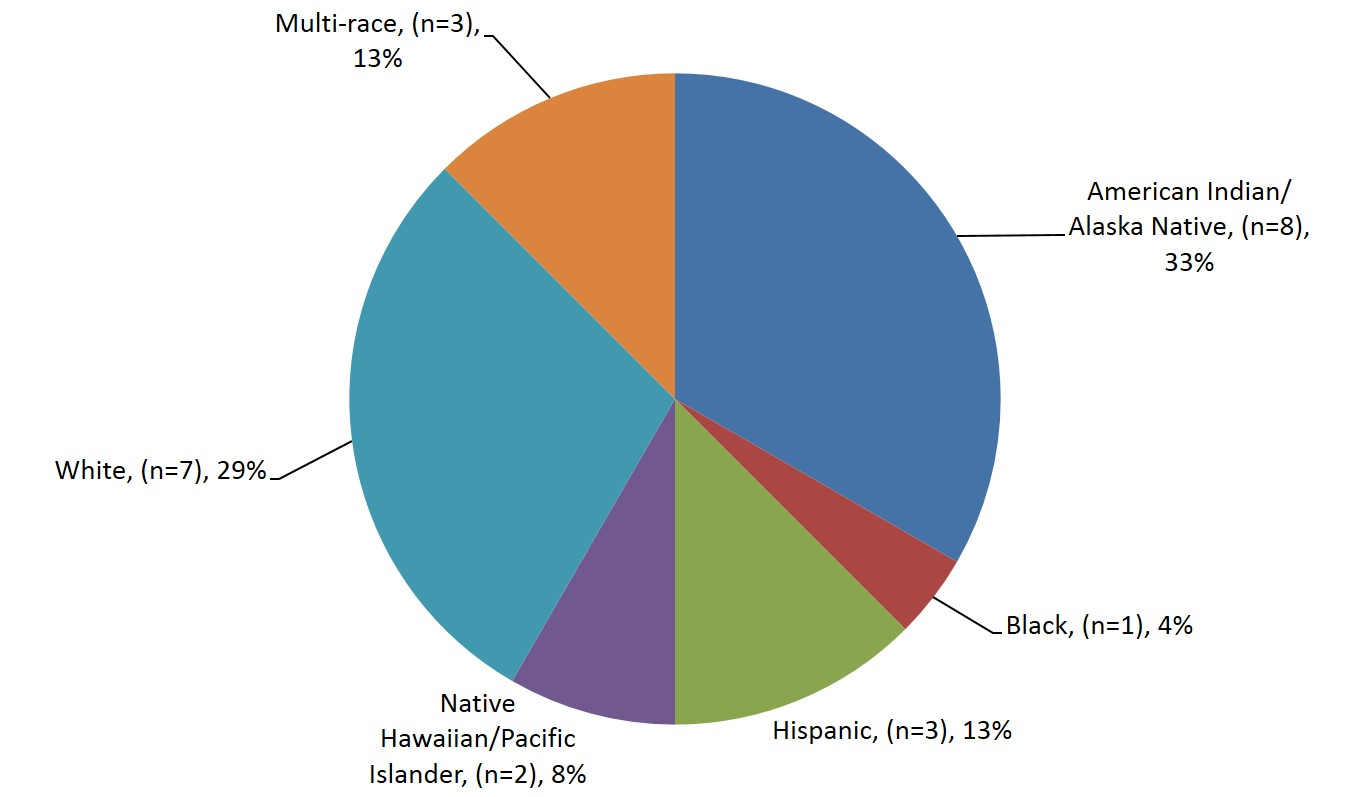 Multi-race, (n=3),
13%
American Indian/
Alaska Native, (n=8),
33%
White, (n=7), 29%
Black, (n=1), 4%
Native
Hawaiian/Pacific
Islander, (n=2), 8%
Hispanic, (n=3), 13%